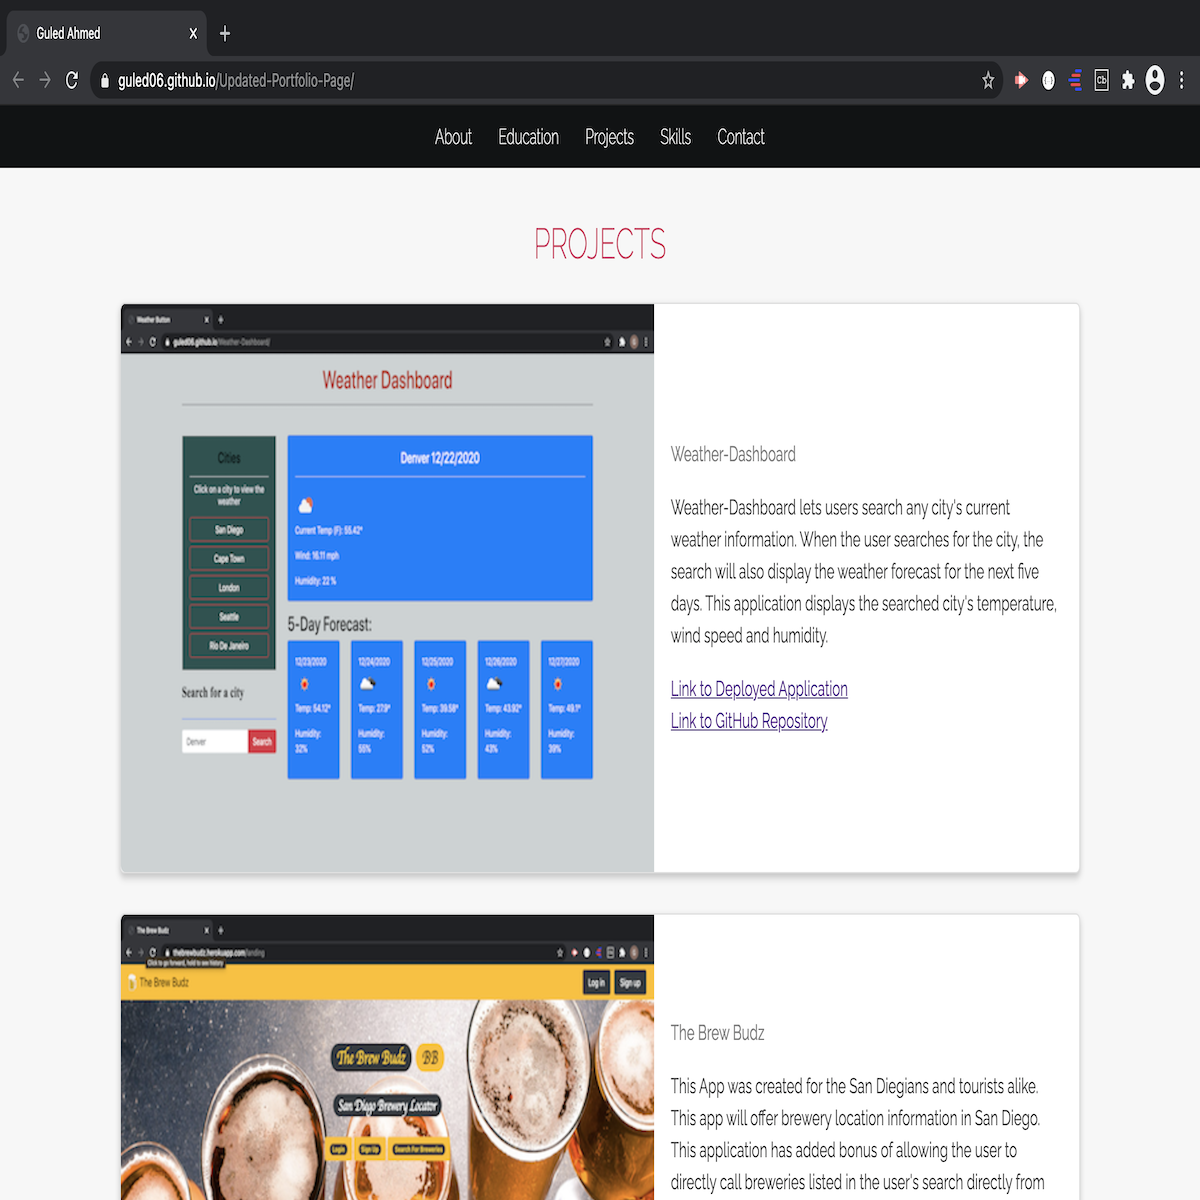 Guled Ahmed
guled06.github.io/Updated-Portfolio-Page/
Cb
About Education Projects Skills Contact
PROJECTS
Weather Button
guled06.github.io/Weather-Dashboard/
Weather Dashboard
Cities
Click on a city to view the
weather
San Diego
Cape Town
London
Seattle
Rio De Janeiro
Search for a city
Denver Search
Denver 12/22/2020
Current Temp (F): 55.42°
Wind: 16.11 mph
Humidity: 22 %
5-Day Forecast:
12/23/2020 12/24/2020 12/25/2020 12/26/2020 12/27/2020
Temp: 54.12° Temp: 27.9° Temp: 39.58° Temp: 43.92° Temp: 49.1°
Humidity: Humidity: Humidity: Humidity: Humidity:
32% 55% 52% 43% 39%
Weather-Dashboard
Weather-Dashboard lets users search any city's current
weather information. When the user searches for the city, the
search will also display the weather forecast for the next five
days. This application displays the searched city's temperature,
wind speed and humidity.
Link to Deployed Application
Link to GitHub Repository
The Brew Budz
thebrewbudz.herokuapp.com/landing
Click to go forward, hold to see history
The Brew Budz
Log in Sign up
The Brew Budz BB
San Diego Brewery Locator
Login Sign Up Search For Breweries
The Brew Budz
This App was created for the San Diegians and tourists alike.
This app will offer brewery location information in San Diego.
This application has added bonus of allowing the user to
directly call breweries listed in the user's search directly from